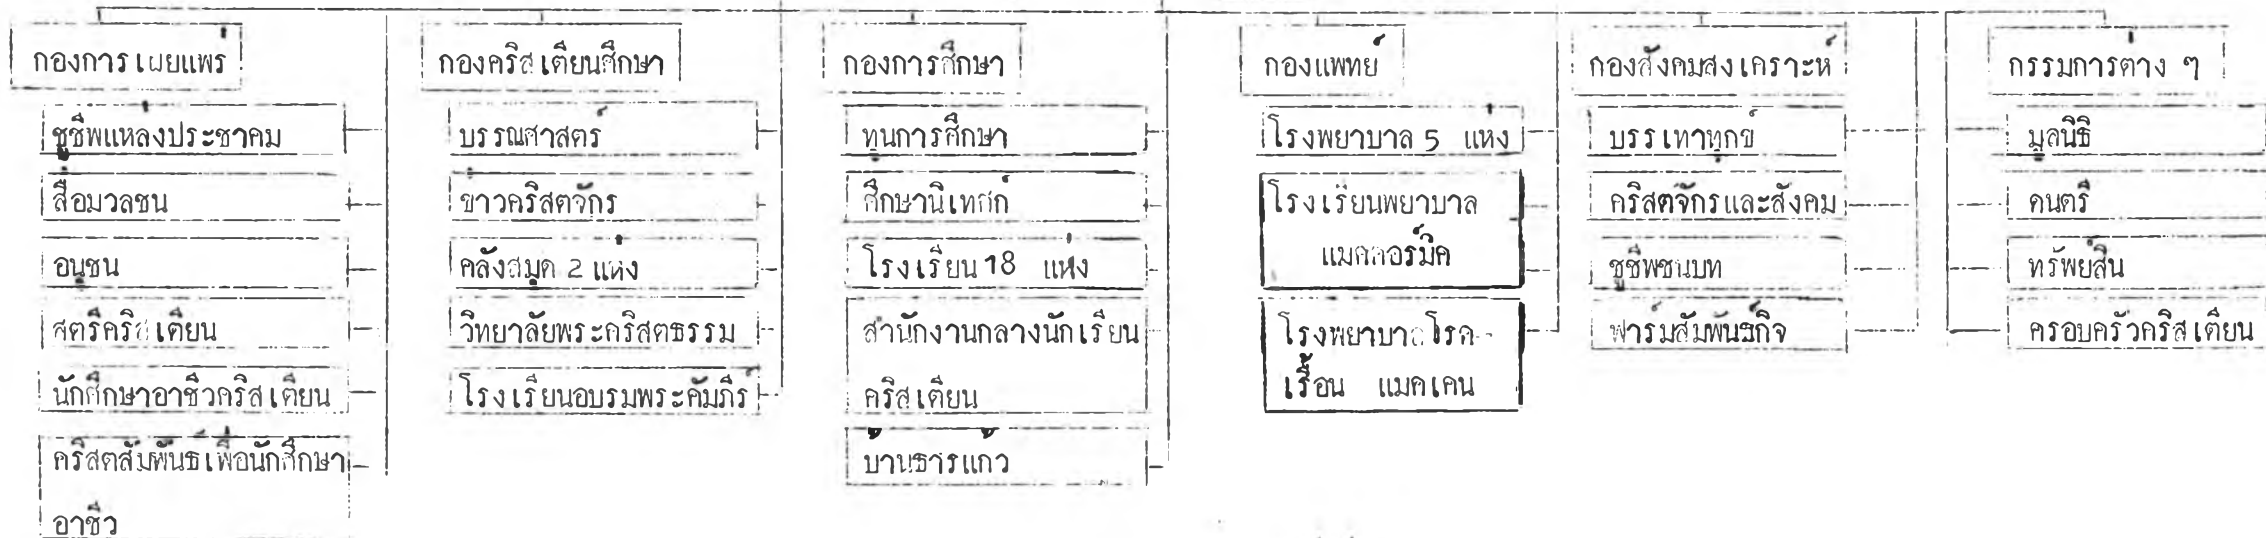 กองการเผยแพร่
ชูชีพแหลงประชาคม
สื่อมวลชน
อนุชน
สตรีคริสเตียน
นักศึกษาอาชีวคริสเตียน
คริสตสัมพันธ์เพื่อนักศึกษา
อาชีว
กองคริสเตียนศึกษา
บรรณศาสตร์
ข่าวคริสตจักร
คลังสมุด 2 แห่ง
วิทยาลัยพระคริสตธรรม
โรงเรียนอบรมพระคัมภีร์
กองการศึกษา
ทุนการศึกษา
ศึกษานิเทศก์
โรงเรียน 18 แห่ง
สำนักงานกลางนักเรียน
คริสเตียน
บ้านธารแก้ว
กองแพทย์
โรงพยาบาล 5 แห่ง
โรงเรียนพยาบาล
แมคคอร์มิค
โรงพยาบาลโรค
เรื้อน แมคเคน
กองสังคมสงเคราะห์
บรรเทาทุกข์
คริสตจักรและสังคม
ชูชีพชนบท
ฟาร์มสัมพันธกิจ
กรรมการต่าง ๆ
มูลนิธิ
ดนตรี
ทรัพย์สิน
ครอบครัวคริสเตียน